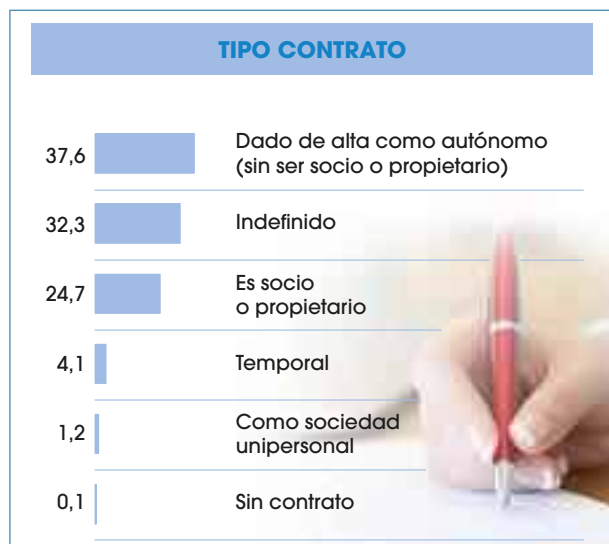 TIPO CONTRATO
37,6 Dado de alta como autónomo
(sin ser socio o propietario)
32,3 Indefinido
24,7 Es socio
o propietario
4,1 Temporal
1,2 Como sociedad
unipersonal
0,1 Sin contrato